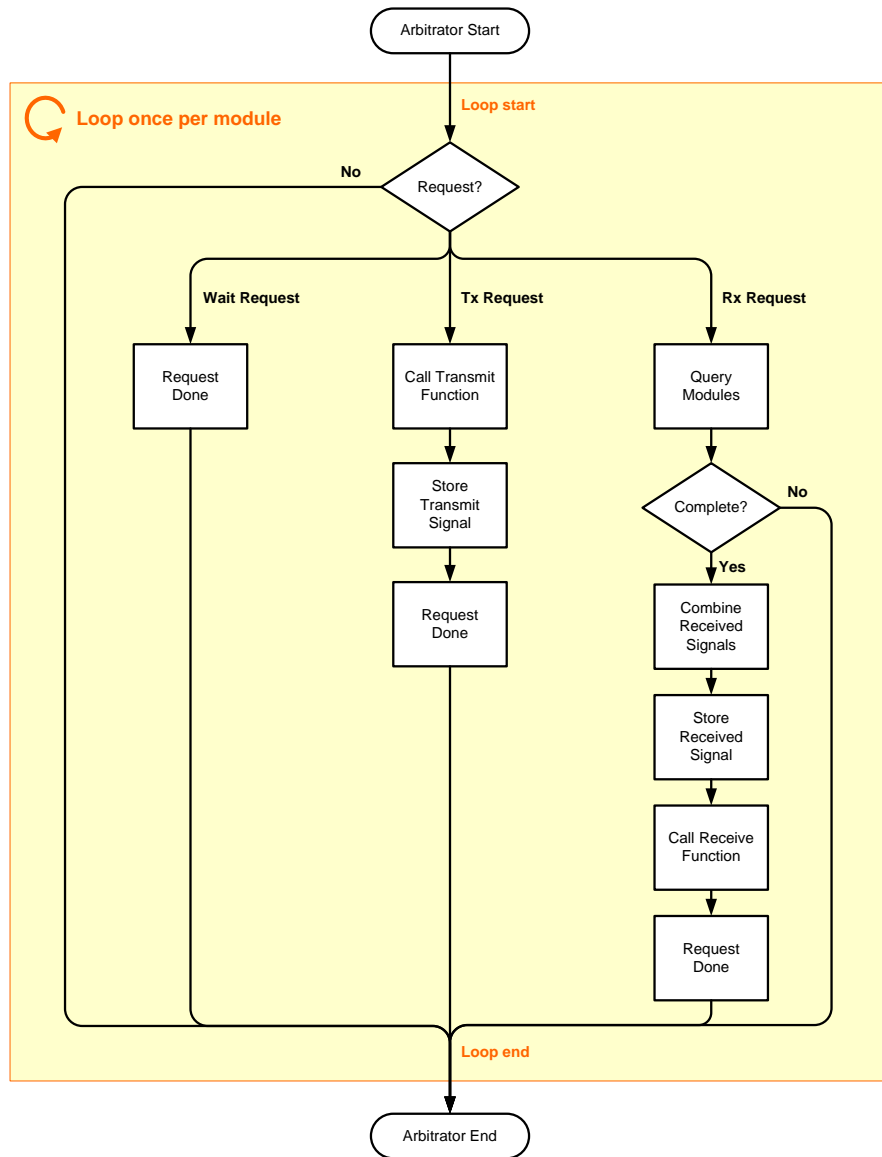 Arbitrator Start
Loop once per module
Loop start
No
Request?
Wait Request
Tx Request
Rx Request
Request
Done
Call Transmit
Function
Query
Modules
Store
Transmit
Signal
Complete?
No
Yes
Request
Done
Combine
Received
Signals
Store
Received
Signal
Call Receive
Function
Request
Done
Loop end
Arbitrator End